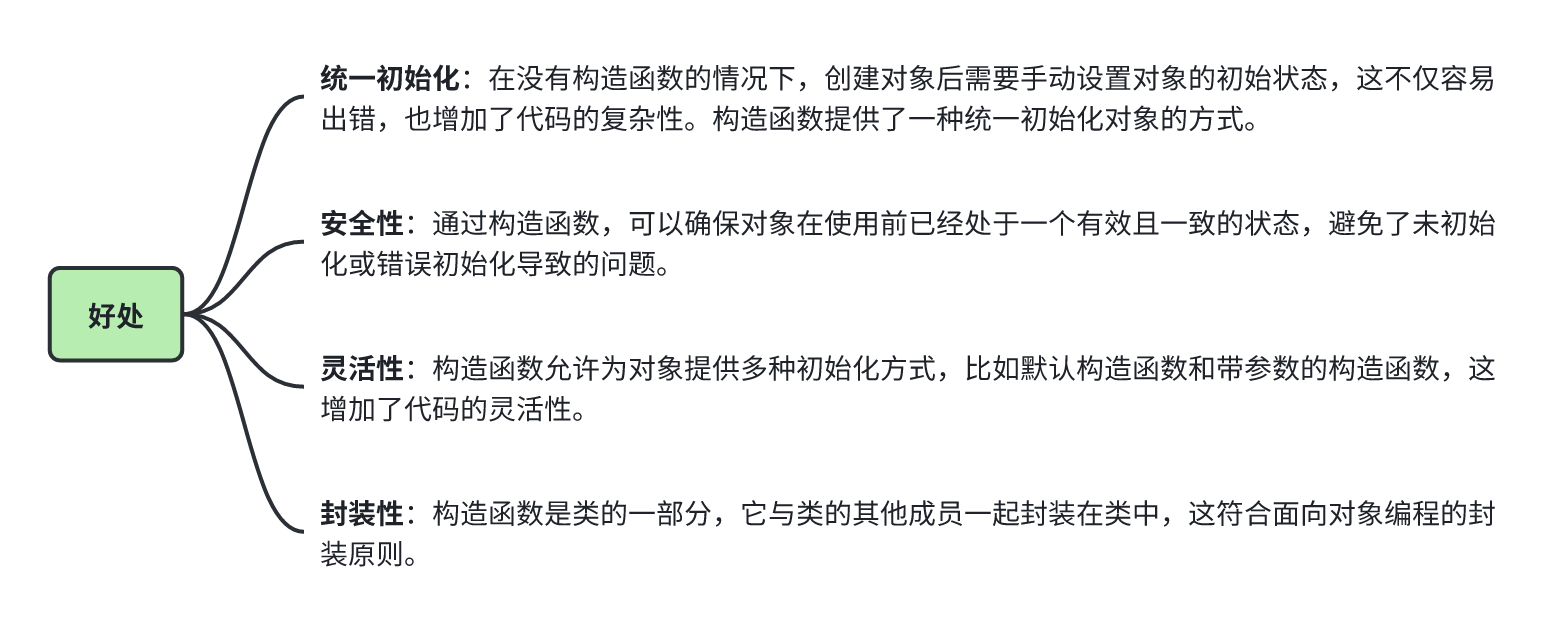 好处
统一初始化：在没有构造函数的情况下，创建对象后需要手动设置对象的初始状态，这不仅容易
出错，也增加了代码的复杂性。构造函数提供了一种统一初始化对象的方式。
安全性：通过构造函数，可以确保对象在使用前已经处于一个有效且一致的状态，避免了未初始
化或错误初始化导致的问题。
灵活性：构造函数允许为对象提供多种初始化方式，比如默认构造函数和带参数的构造函数，这
增加了代码的灵活性。
封装性：构造函数是类的一部分，它与类的其他成员一起封装在类中，这符合面向对象编程的封
装原则。